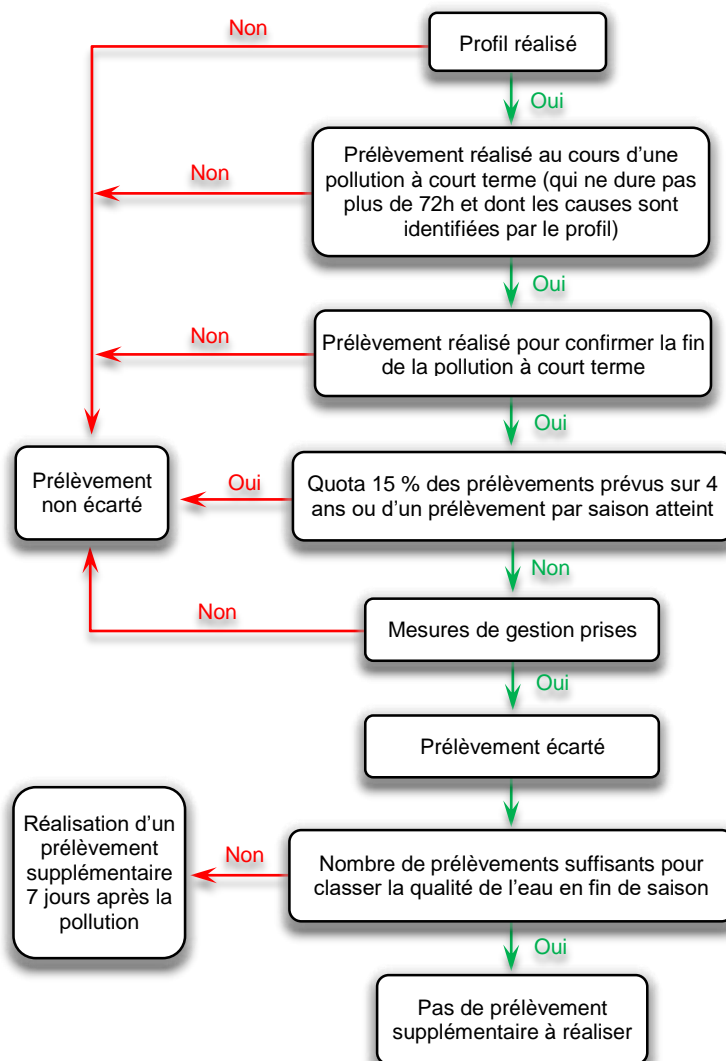 Non
Profil réalisé
Oui
Non
Prélèvement réalisé au cours d'une
pollution à court terme (qui ne dure pas
plus de 72h et dont les causes sont
identifiées par le profil)
Oui
Non
Prélèvement réalisé pour confirmer la fin
de la pollution à court terme
Oui
Prélèvement
non écarté
Oui
Quota 15 % des prélèvements prévus sur 4
ans ou d'un prélèvement par saison atteint
Non
Non
Mesures de gestion prises
Oui
Prélèvement écarté
Réalisation d'un
prélèvement
supplémentaire
7 jours après la
pollution
Non
Nombre de prélèvements suffisants pour
classer la qualité de l'eau en fin de saison
Oui
Pas de prélèvement
supplémentaire à réaliser